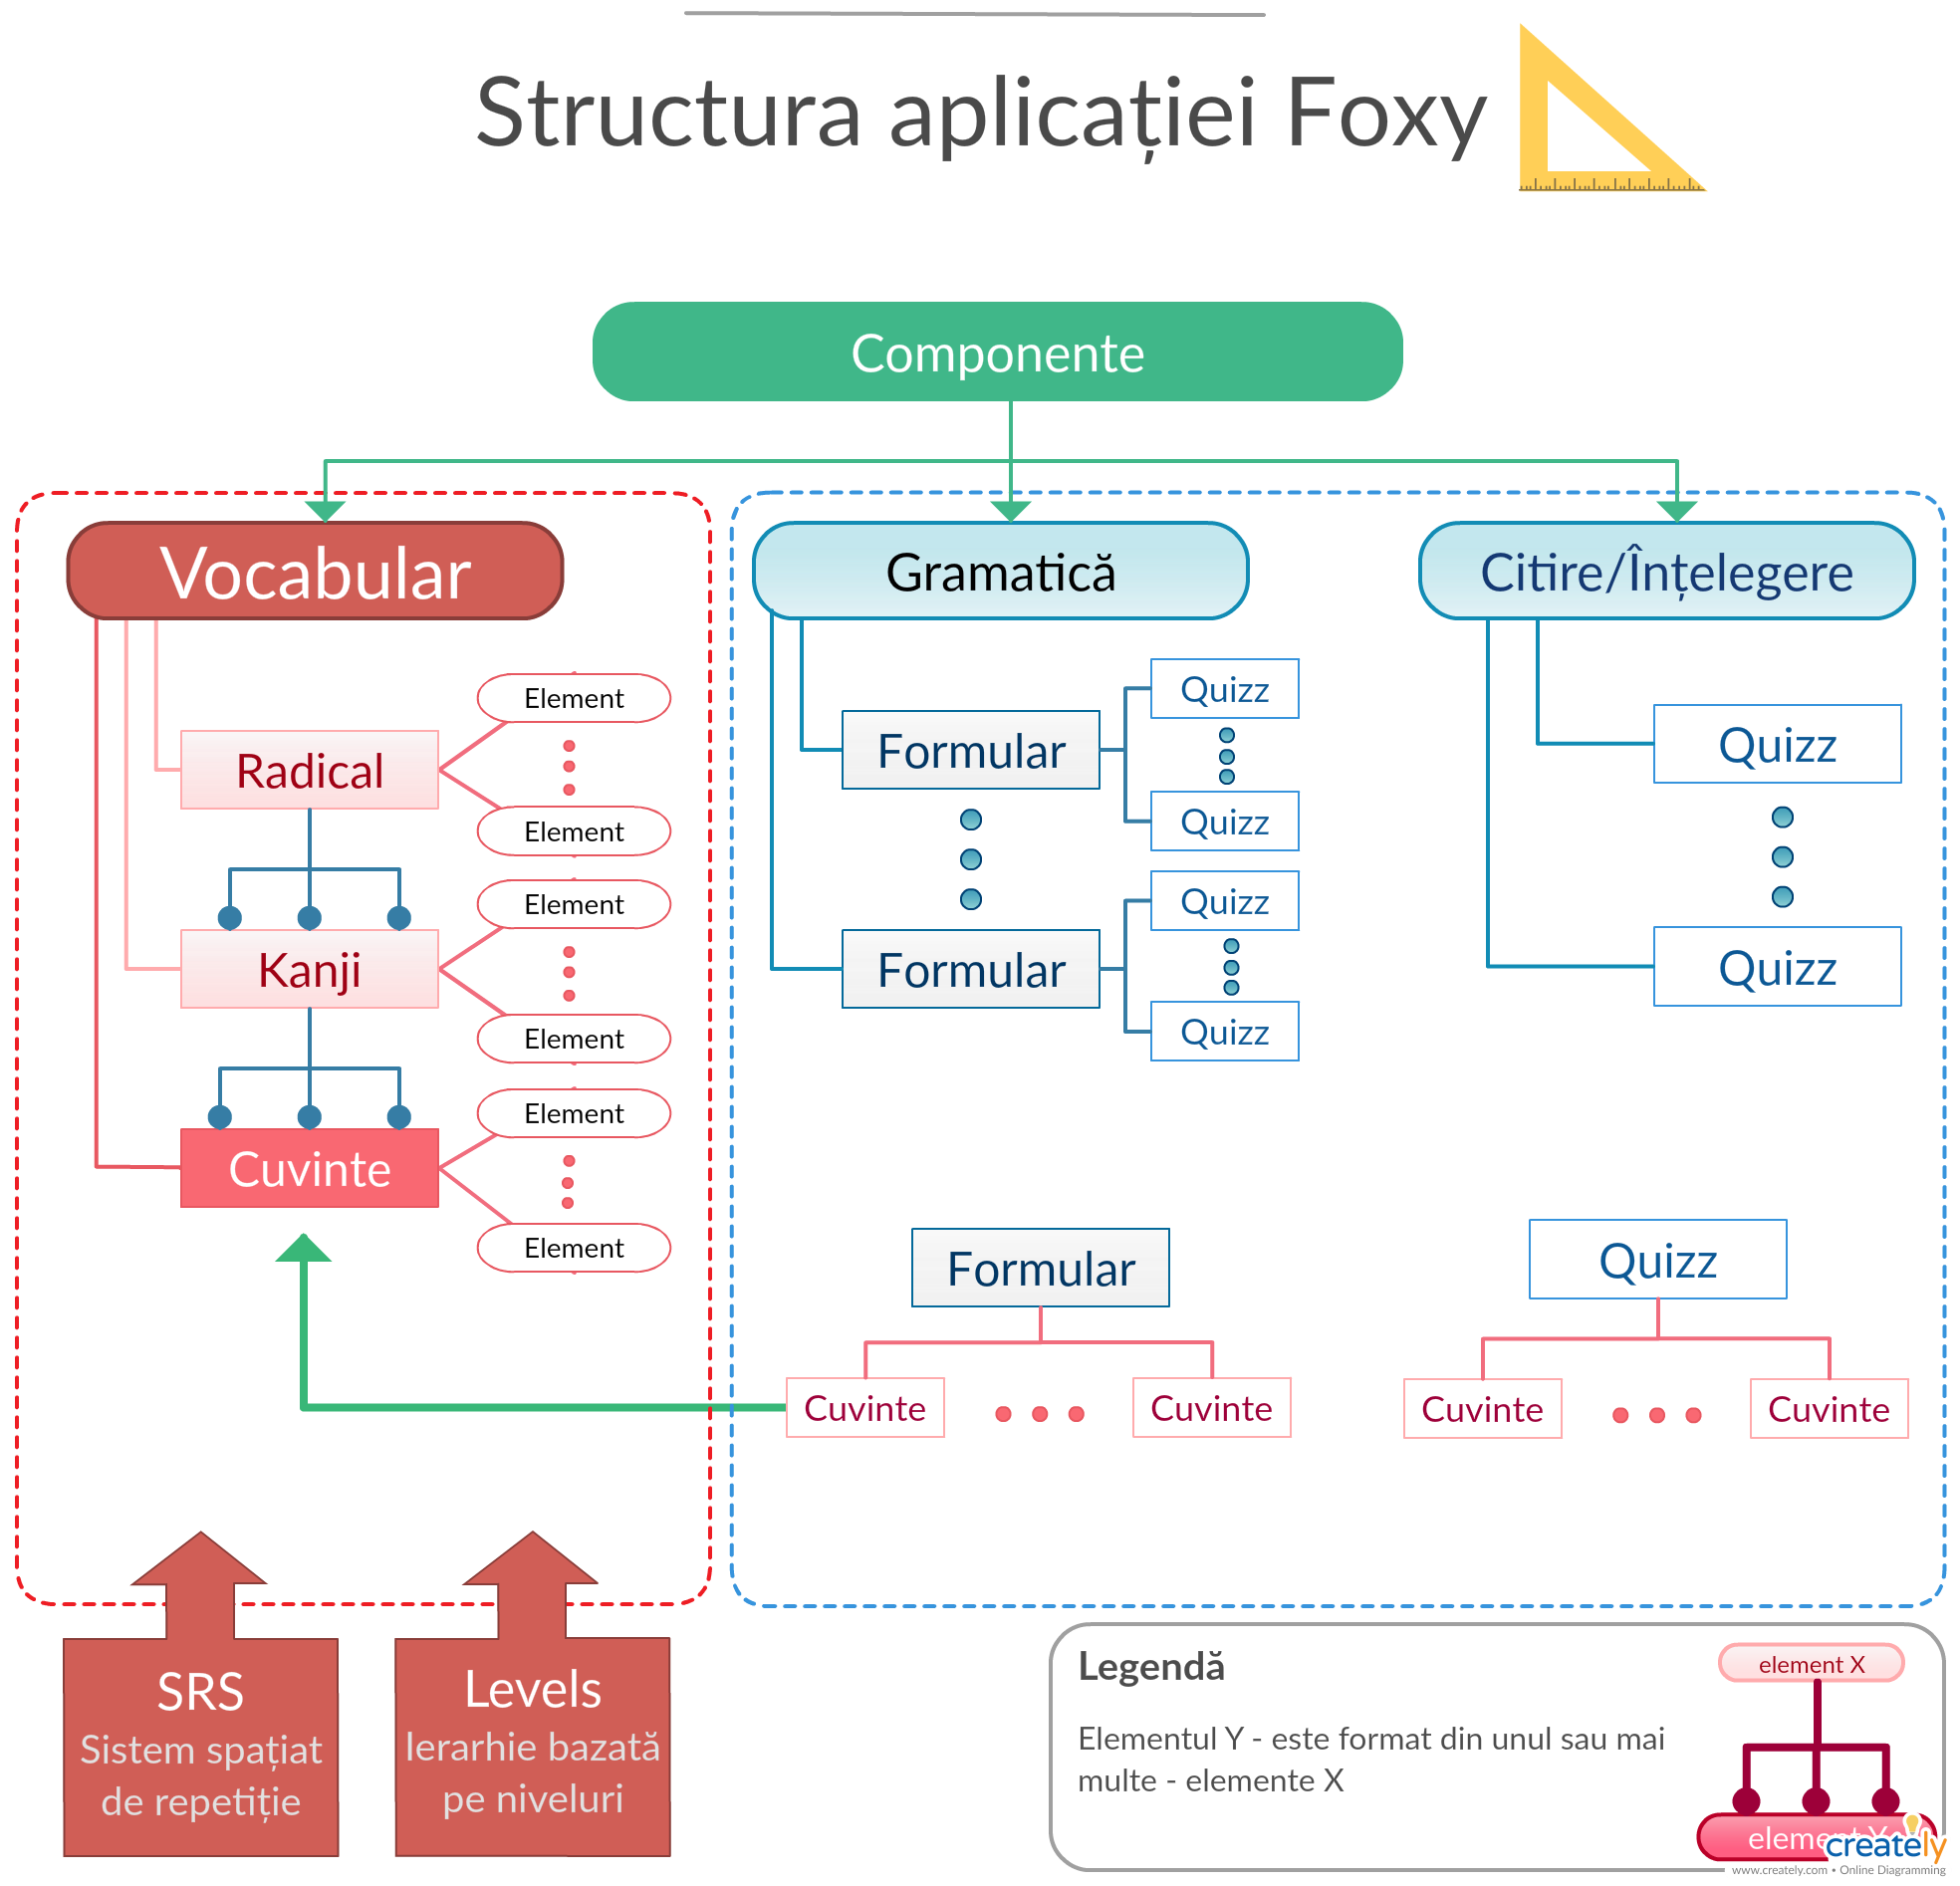 Structura aplicației Foxy
Componente
Vocabular
Gramatică
Citire/Înțelegere
Radical
Element
Element
Kanji
Element
Element
Cuvinte
Element
Element
Formular
Quizz
Quizz
Formular
Quizz
Quizz
Quizz
Quizz
Formular
Cuvinte
Cuvinte
Quizz
Cuvinte
Cuvinte
SRS
Sistem spațiat
de repetiție
Levels
Ierarhie bazată
pe niveluri
Legendă
Elementul Y - este format din unul sau mai
multe - elemente X
element X
element Y
creately
www.creately.com • Online Diagramming